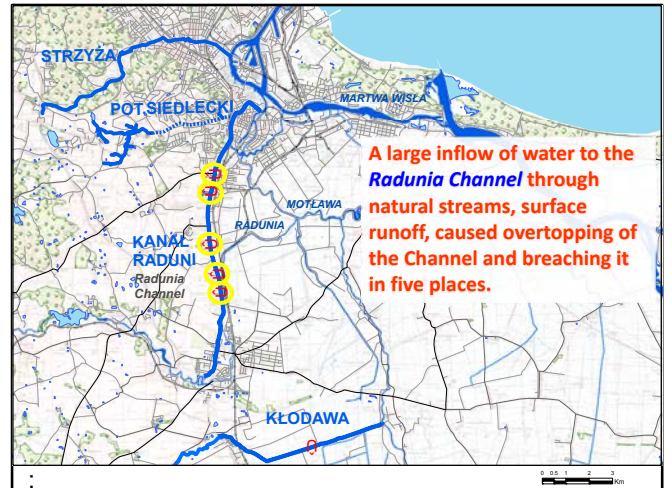 STRZYŻA
POT.SIEDLECKI
MARTWA WISŁA
A large inflow of water to the
Radunia Channel through
natural streams, surface
runoff, caused overtopping of
the Channel and breaching it
in five places.
MOTŁAWA
RADUNIA
KANAŁ
RADUNI
Radunia
Channel
KŁODAWA
:
0 0.5 1 2 3
Km